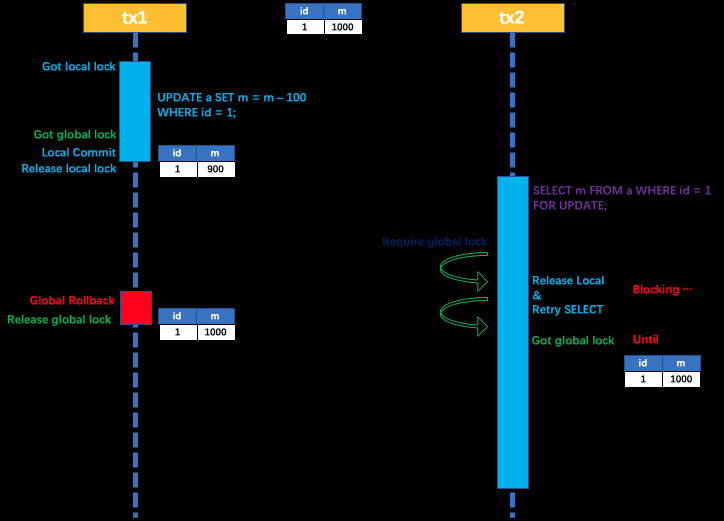 tx1
id m
1 1000
tx2
Got local lock
UPDATE a SET m = m – 100
WHERE id = 1;
Got global lock
Local Commit
Release local lock
id m
1 900
SELECT m FROM a WHERE id = 1
FOR UPDATE;
Require global lock
Release Local
&
Retry SELECT
Blocking ···
Global Rollback
Release global lock
id m
1 1000
Got global lock
Until
id m
1 1000